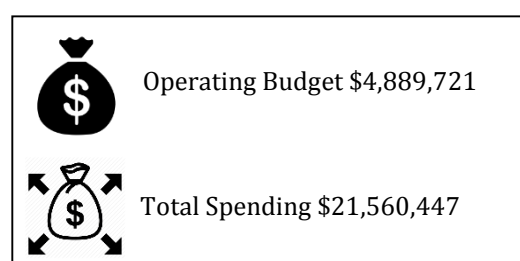 $ Operating Budget $4,889,721
$ Total Spending $21,560,447